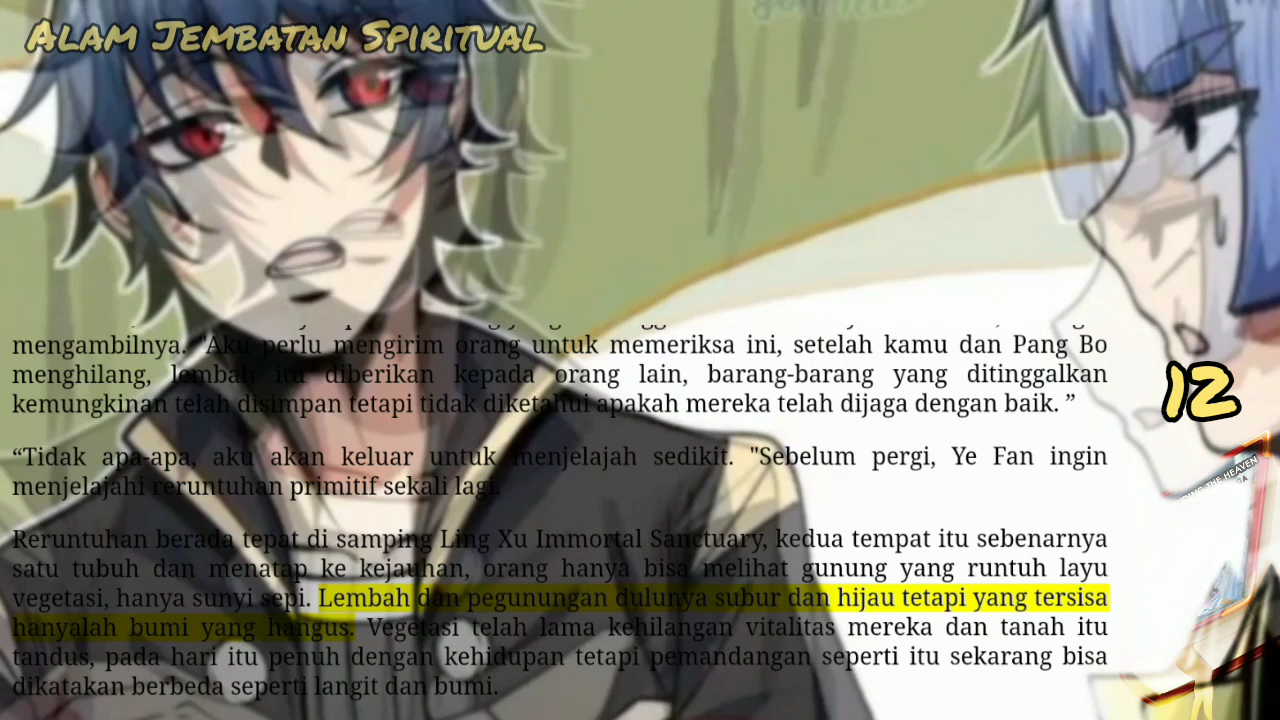 ALAM JEMBATAN SPIRITUAL
mengambilnya. "Aku perlu mengirim orang untuk memeriksa ini, setelah kamu dan Pang Bo
menghilang, lembah itu diberikan kepada orang lain, barang-barang yang ditinggalkan
kemungkinan telah disimpan tetapi tidak diketahui apakah mereka telah dijaga dengan baik. ”
12
“Tidak apa-apa, aku akan keluar untuk menjelajah sedikit. "Sebelum pergi, Ye Fan ingin
menjelajahi reruntuhan primitif sekali lagi.
THE HEAVEN
Reruntuhan berada tepat di samping Ling Xu Immortal Sanctuary, kedua tempat itu sebenarnya
satu tubuh dan menatap ke kejauhan, orang hanya bisa melihat gunung yang runtuh layu
vegetasi, hanya sunyi sepi. Lembah dan pegunungan dulunya subur dan hijau tetapi yang tersisa
hanyalah bumi yang hangus. Vegetasi telah lama kehilangan vitalitas mereka dan tanah itu
tandus, pada hari itu penuh dengan kehidupan tetapi pemandangan seperti itu sekarang bisa
dikatakan berbeda seperti langit dan bumi.